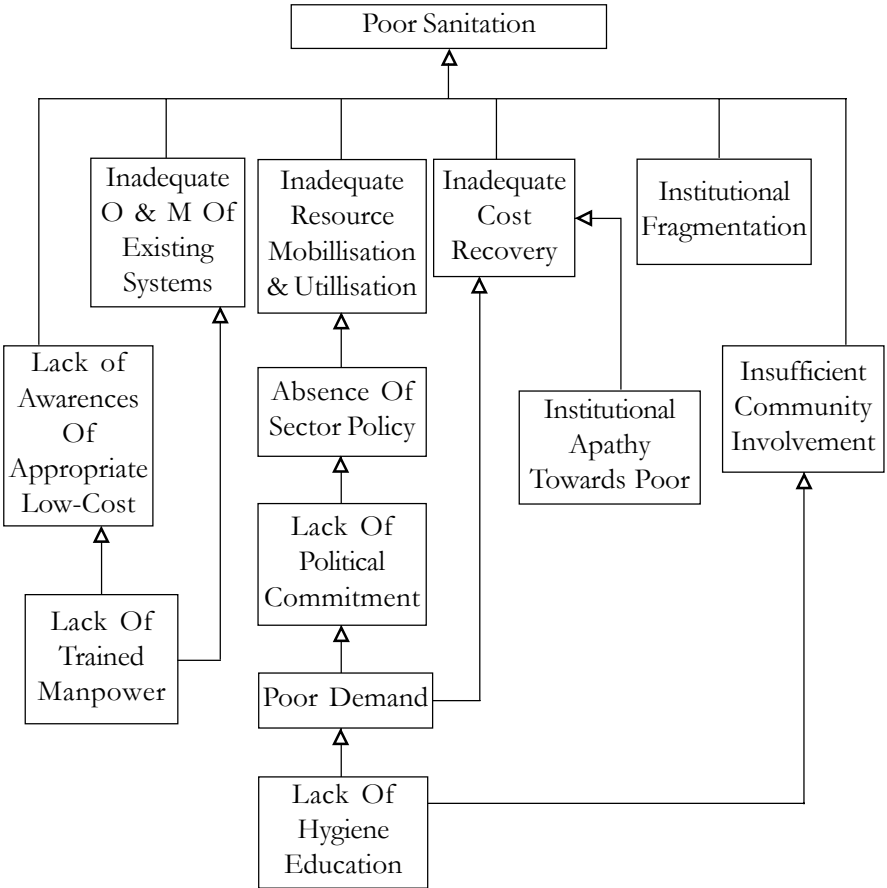 Poor Sanitation
Inadequate
O & M Of
Existing
Systems
Inadequate
Resource
Mobillisation
& Utillisation
Inadequate
Cost
Recovery
Institutional
Fragmentation
Lack of
Awarences
Of
Appropriate
Low-Cost
Absence Of
Sector Policy
Institutional
Apathy
Towards Poor
Insufficient
Community
Involvement
Lack Of
Political
Commitment
Lack Of
Trained
Manpower
Poor Demand
Lack Of
Hygiene
Education